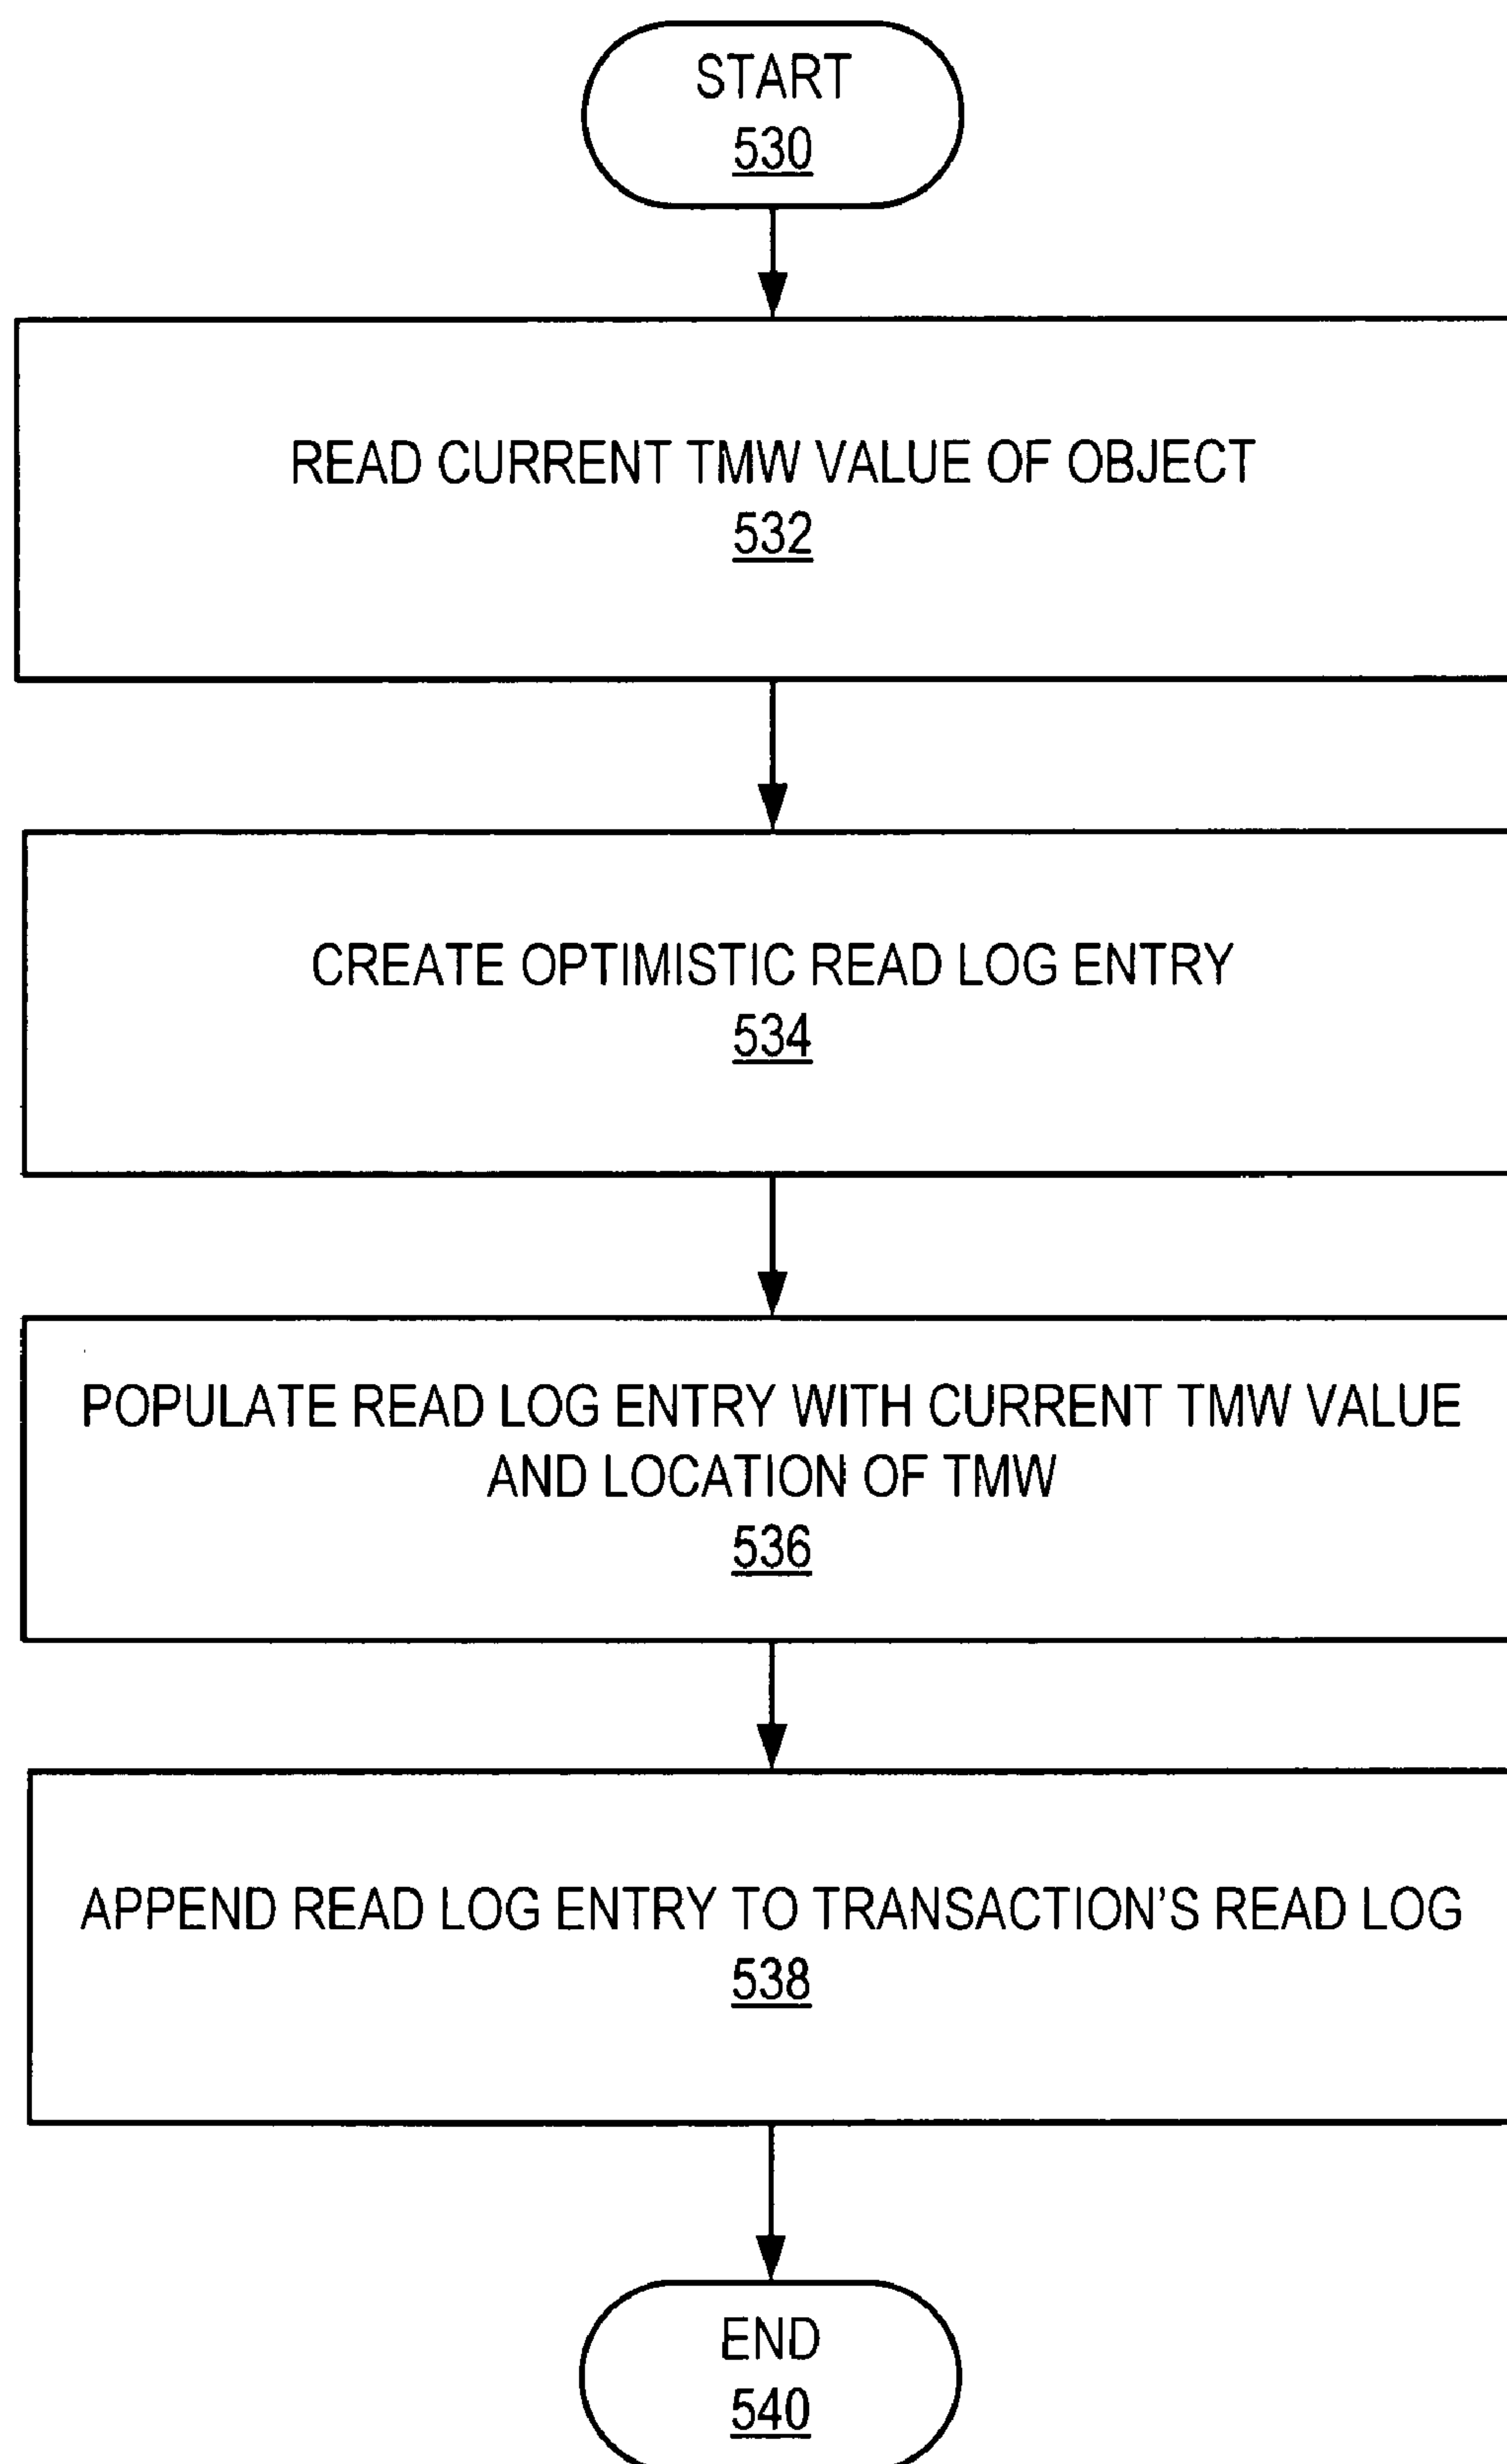 START
530
READ CURRENT TMW VALUE OF OBJECT
532
CREATE OPTIMISTIC READ LOG ENTRY
534
POPULATE READ LOG ENTRY WITH CURRENT TMW VALUE
AND LOCATION OF TMW
536
APPEND READ LOG ENTRY TO TRANSACTION'S READ LOG
538
END
540